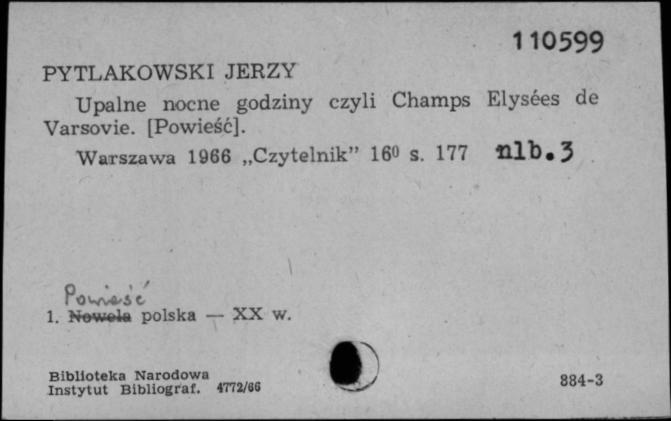 110599
PYTLAKOWSKI JERZY
Upalne nocne godziny czyli Champs Elysées de
Varsovie. [Powieść].
Warszawa 1966 „Czytelnik” 16⁰ s. 177 nlb. 3
Powieść
1. Nowela polska — XX w.
Biblioteka Narodowa
Instytut Bibliograf. 4772/66
884-3